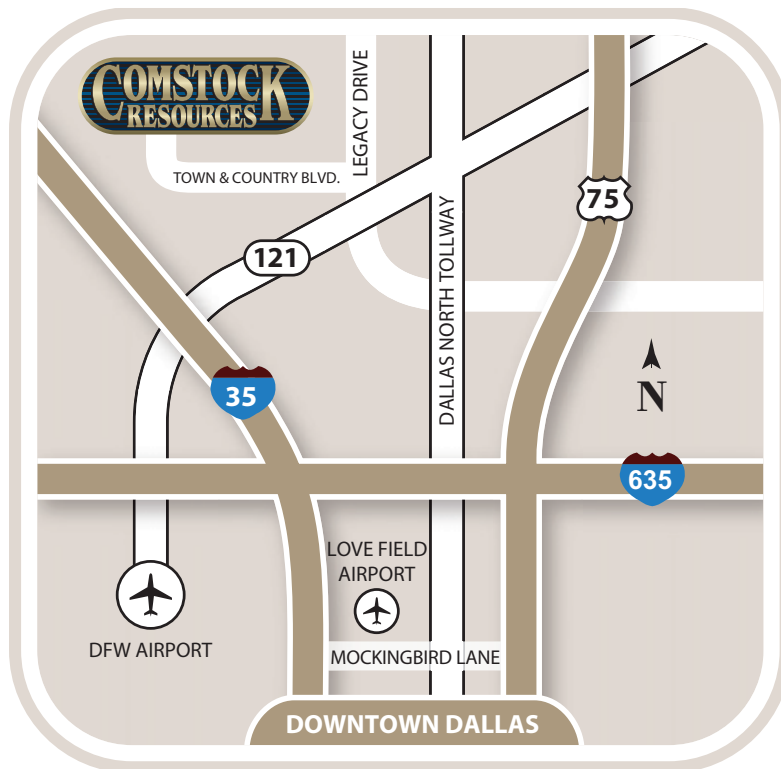 COMSTOCK
RESOURCES
LEGACY DRIVE
TOWN & COUNTRY BLVD.
75
121
DALLAS NORTH TOLLWAY
35
N
635
LOVE FIELD
AIRPORT
DFW AIRPORT
MOCKINGBIRD LANE
DOWNTOWN DALLAS